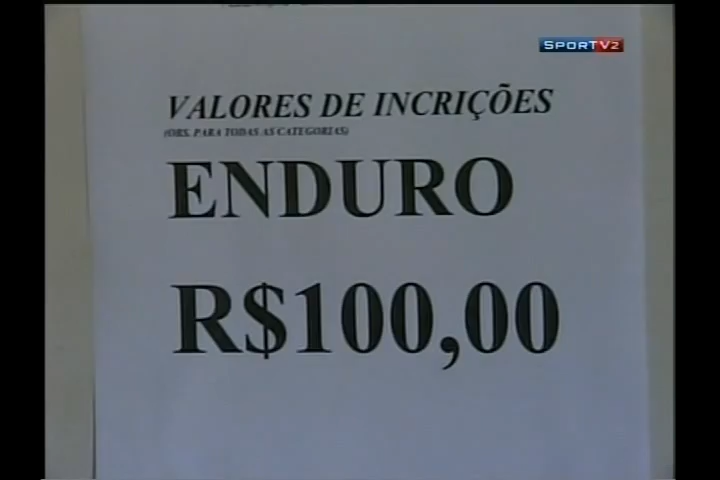 SPORTV2
VALORES DE INCRIÇÕES
(OBS. PARA TODAS AS CATEGORIAS)
ENDURO
R$100,00